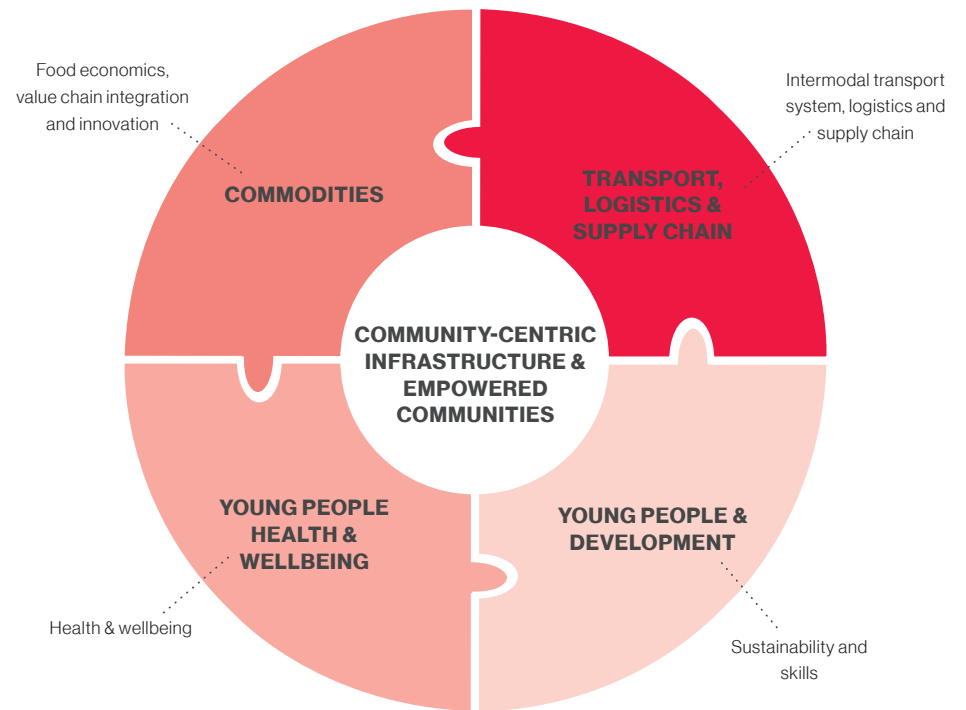 Food economics,
value chain integration
and innovation
COMMODITIES
Intermodal transport
system, logistics and
supply chain
TRANSPORT,
LOGISTICS &
SUPPLY CHAIN
COMMUNITY-CENTRIC
INFRASTRUCTURE &
EMPOWERED
COMMUNITIES
YOUNG PEOPLE
HEALTH &
WELLBEING
Health & wellbeing
YOUNG PEOPLE &
DEVELOPMENT
Sustainability and
skills